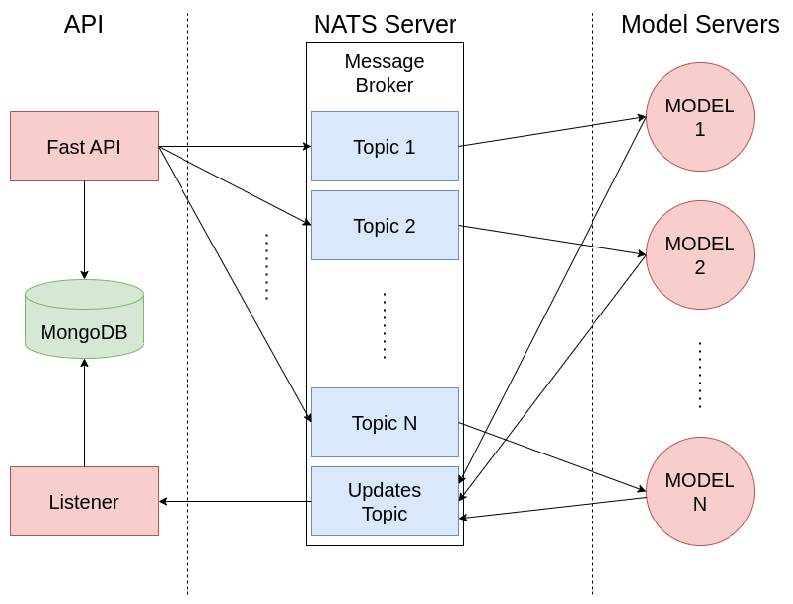 API
NATS Server
Model Servers
Message
Broker
Fast API
Topic 1
MODEL
1
Topic 2
MODEL
2
MongoDB
Topic N
MODEL
N
Listener
Updates
Topic